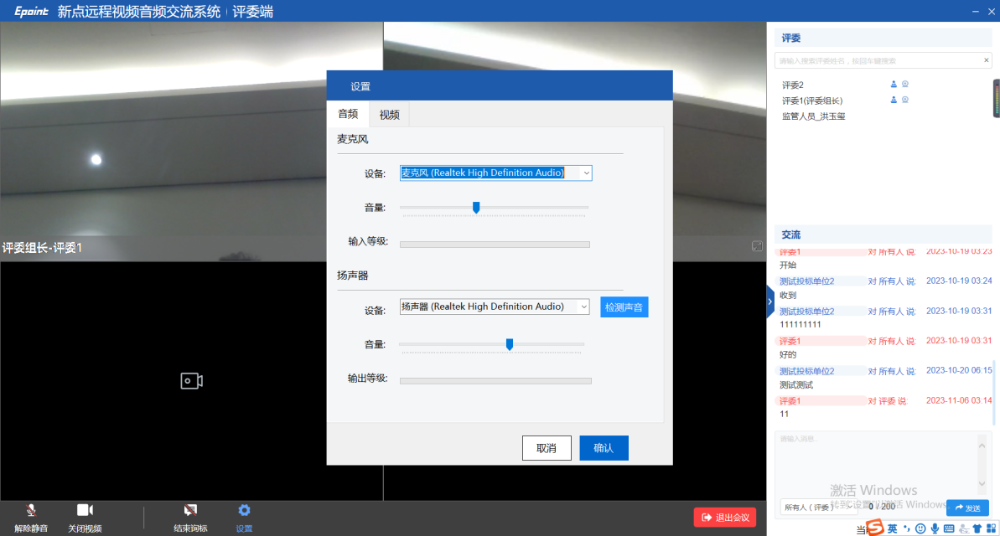 Epoint 新点远程视频音频交流系统 | 评委端
评委组长-评委1
设置
音频 视频
麦克风
设备: 麦克风 (Realtek High Definition Audio)
音量:
输入等级:
扬声器
设备: 扬声器 (Realtek High Definition Audio) 检测声音
音量:
输出等级:
取消 确认
解除静音 关闭视频 结束询标 设置 退出会议
评委
请输入搜索评委姓名，按回车键搜索
评委2
评委1(评委组长)
监管人员_洪玉玺
交流
评委1 对 所有人 说: 2023-10-19 03:23
开始
测试投标单位2 对 所有人 说: 2023-10-19 03:24
收到
测试投标单位2 对 所有人 说: 2023-10-19 03:31
111111111
评委1 对 所有人 说: 2023-10-19 03:31
好的
测试投标单位2 对 所有人 说: 2023-10-20 06:15
测试测试
评委1 对 评委 说: 2023-11-06 03:14
11
请输入消息...
激活 Windows
转到"设置"以激活 Windows。
所有人 ( 评委 ) 0 / 200 发送
当前
英